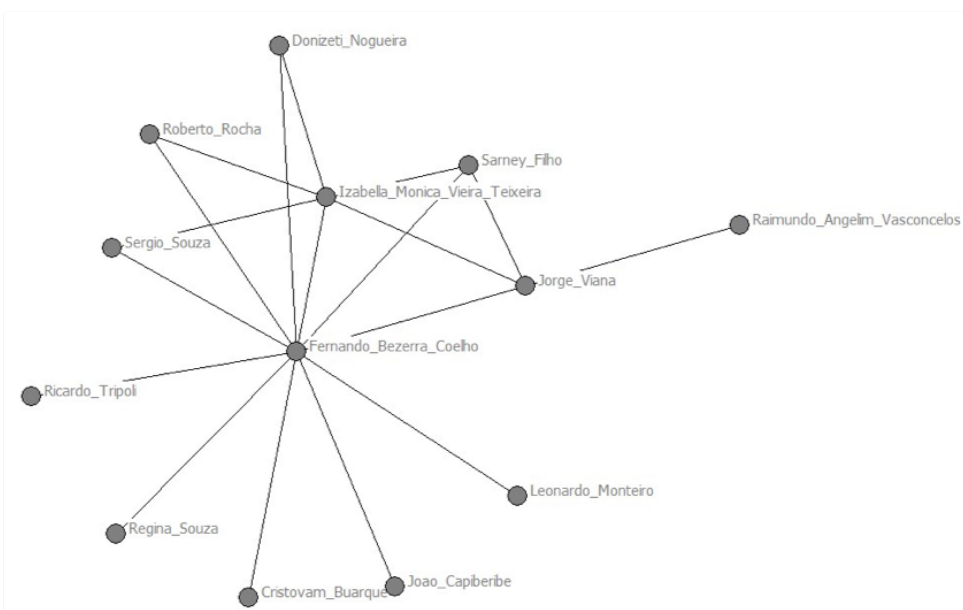 Donizeti_Nogueira
Roberto_Rocha
Sarney_Filho
Izabella_Monica_Vieira_Teixeira
Raimundo_Angelim_Vasconcelos
Sergio_Souza
Jorge_Viana
Fernando_Bezerra_Coelho
Ricardo_Tripoli
Leonardo_Monteiro
Regina_Souza
Joao_Capiberibe
Cristovam_Buarque